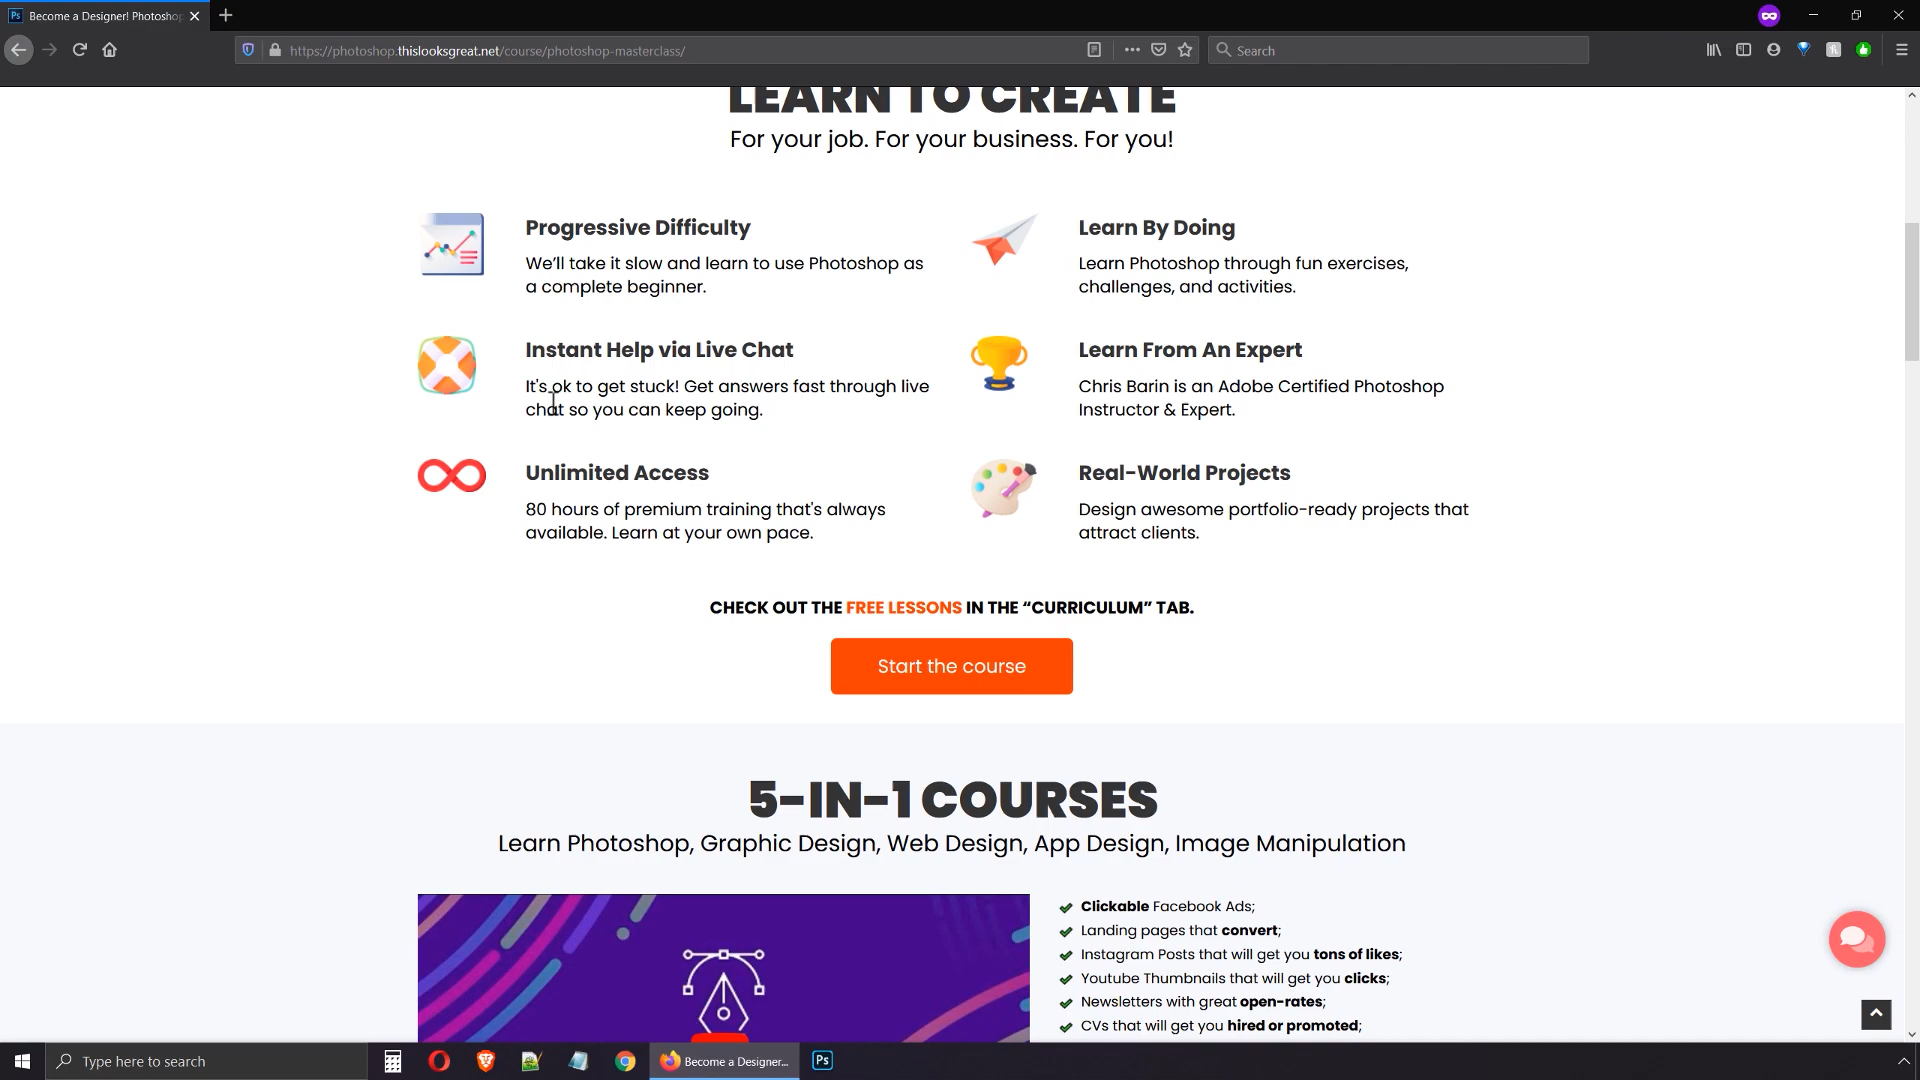 Ps Become a Designer! Photoshop
https://photoshop.thislooksgreat.net/course/photoshop-masterclass/
Search
LEARN TO CREATE
For your job. For your business. For you!
Progressive Difficulty
We’ll take it slow and learn to use Photoshop as
a complete beginner.
Learn By Doing
Learn Photoshop through fun exercises,
challenges, and activities.
Instant Help via Live Chat
It's ok to get stuck! Get answers fast through live
chat so you can keep going.
Learn From An Expert
Chris Barin is an Adobe Certified Photoshop
Instructor & Expert.
Unlimited Access
80 hours of premium training that's always
available. Learn at your own pace.
Real-World Projects
Design awesome portfolio-ready projects that
attract clients.
CHECK OUT THE FREE LESSONS IN THE “CURRICULUM” TAB.
Start the course
5-IN-1 COURSES
Learn Photoshop, Graphic Design, Web Design, App Design, Image Manipulation
Clickable Facebook Ads;
Landing pages that convert;
Instagram Posts that will get you tons of likes;
Youtube Thumbnails that will get you clicks;
Newsletters with great open-rates;
CVs that will get you hired or promoted;
Type here to search
Become a Designer...
Ps